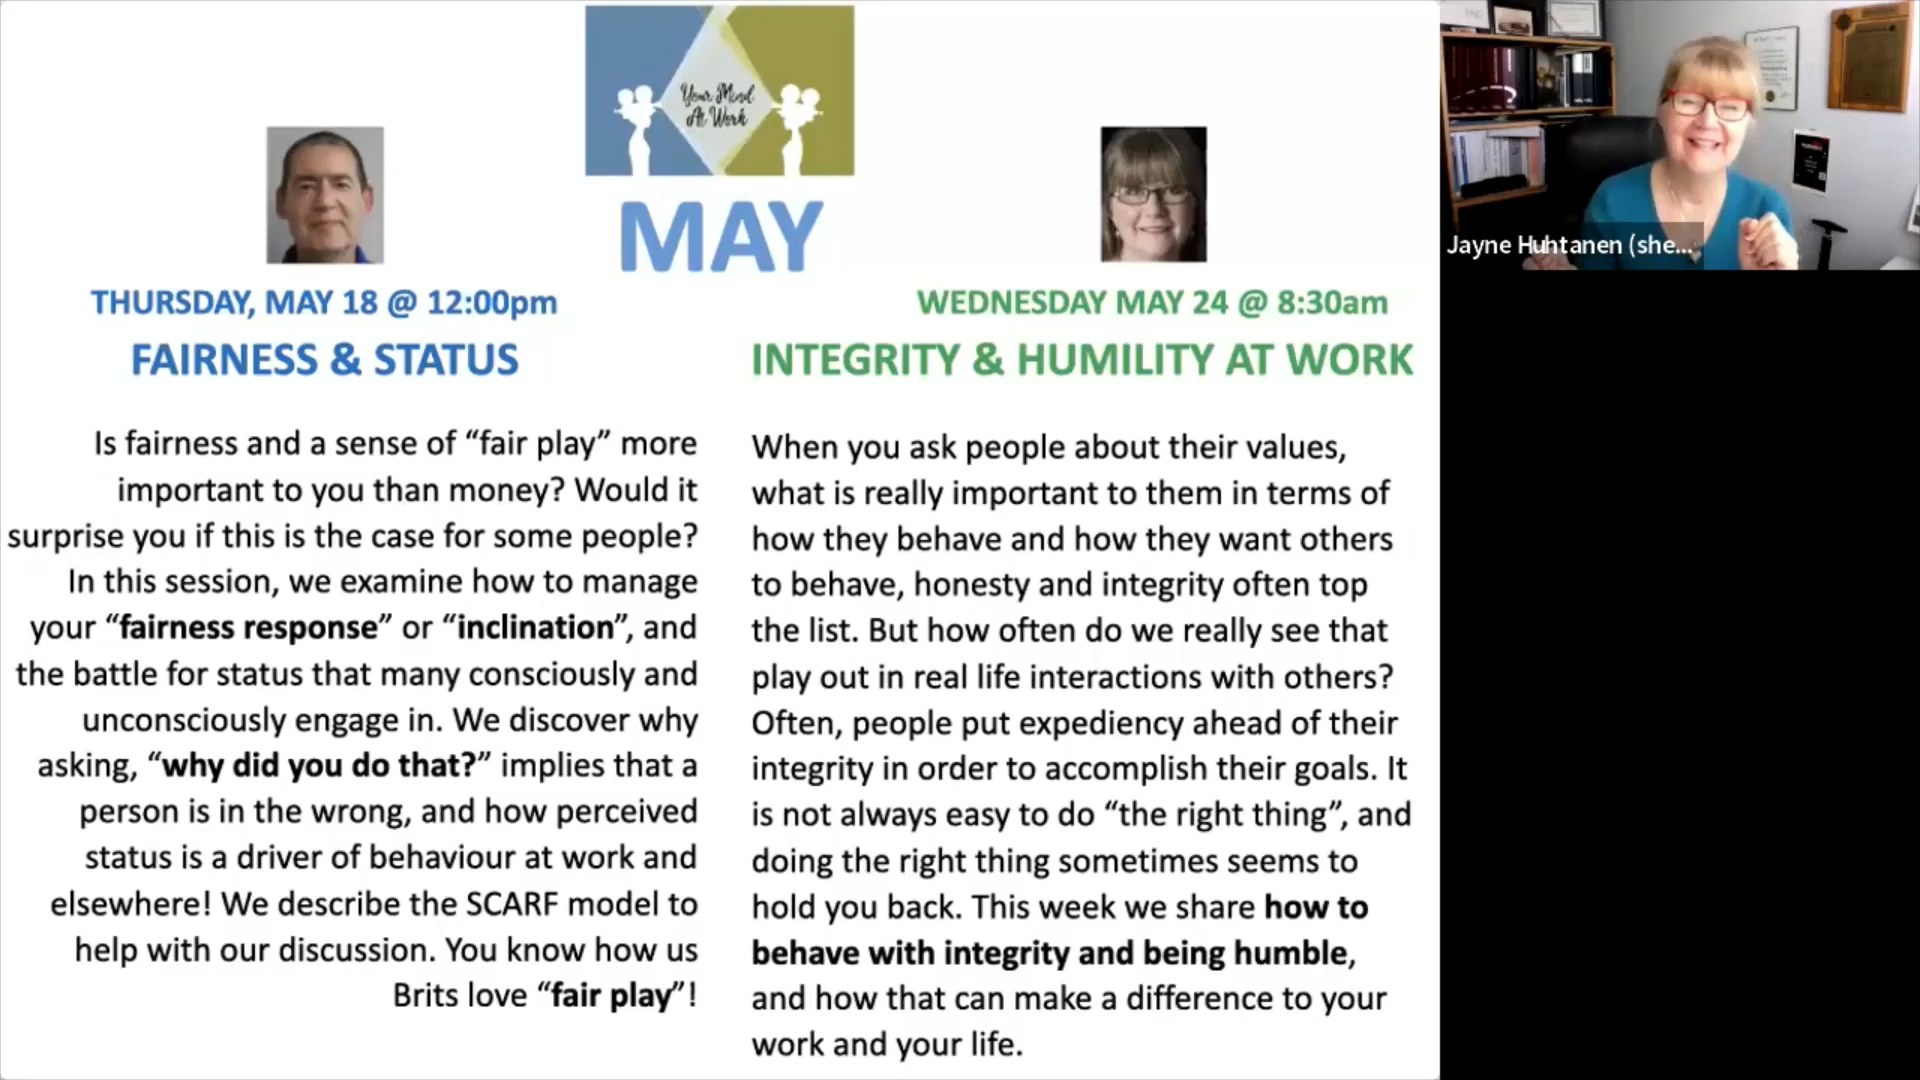 Your Mind
At Work
MAY
THURSDAY, MAY 18 @ 12:00pm
FAIRNESS & STATUS
Is fairness and a sense of “fair play” more
important to you than money? Would it
surprise you if this is the case for some people?
In this session, we examine how to manage
your “fairness response” or “inclination”, and
the battle for status that many consciously and
unconsciously engage in. We discover why
asking, “why did you do that?” implies that a
person is in the wrong, and how perceived
status is a driver of behaviour at work and
elsewhere! We describe the SCARF model to
help with our discussion. You know how us
Brits love “fair play”!
WEDNESDAY MAY 24 @ 8:30am
INTEGRITY & HUMILITY AT WORK
When you ask people about their values,
what is really important to them in terms of
how they behave and how they want others
to behave, honesty and integrity often top
the list. But how often do we really see that
play out in real life interactions with others?
Often, people put expediency ahead of their
integrity in order to accomplish their goals. It
is not always easy to do “the right thing”, and
doing the right thing sometimes seems to
hold you back. This week we share how to
behave with integrity and being humble,
and how that can make a difference to your
work and your life.
Jayne Huhtanen (she...